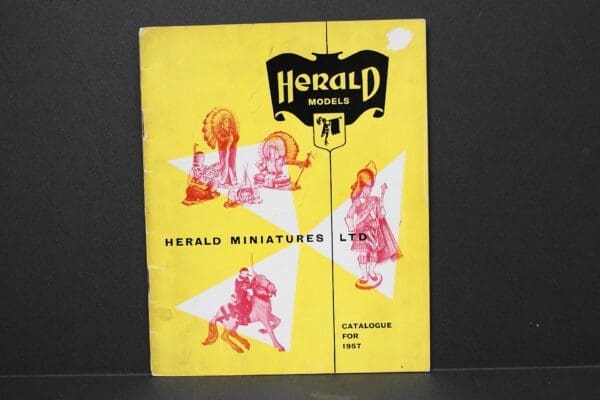 HERALD
MODELS
HERALD MINIATURES LTD
CATALOGUE
FOR
1957